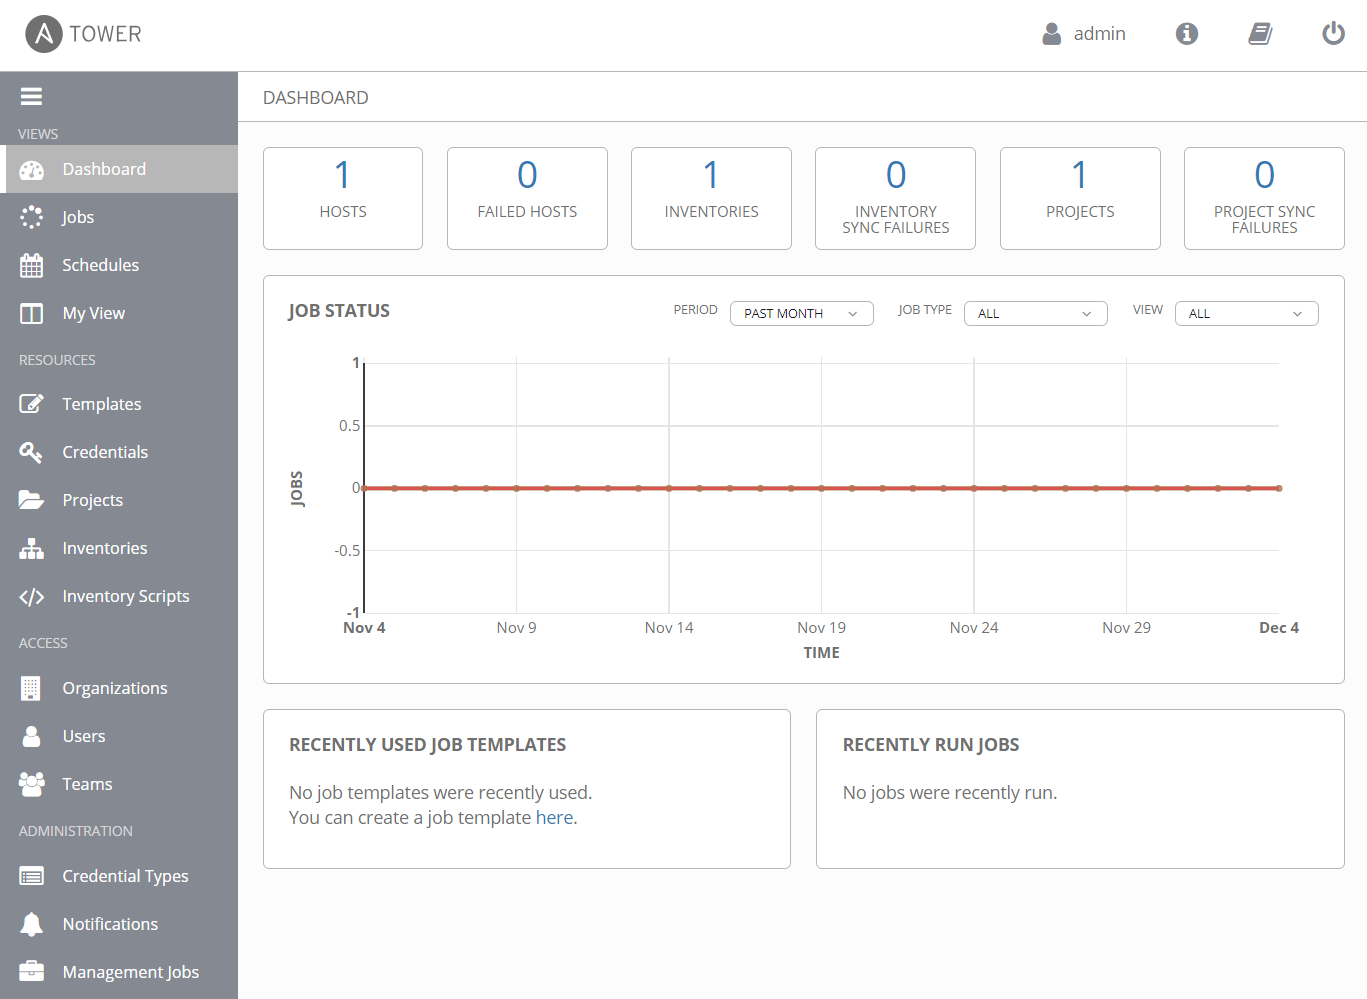 TOWER
admin
VIEWS
Dashboard
Jobs
Schedules
My View
RESOURCES
Templates
Credentials
Projects
Inventories
Inventory Scripts
ACCESS
Organizations
Users
Teams
ADMINISTRATION
Credential Types
Notifications
Management Jobs
DASHBOARD
1
HOSTS
0
FAILED HOSTS
1
INVENTORIES
0
INVENTORY
SYNC FAILURES
1
PROJECTS
0
PROJECT SYNC
FAILURES
JOB STATUS
PERIOD
PAST MONTH
JOB TYPE
ALL
VIEW
ALL
1
0.5
0
-0.5
-1
JOBS
Nov 4
Nov 9
Nov 14
Nov 19
Nov 24
Nov 29
Dec 4
TIME
RECENTLY USED JOB TEMPLATES
No job templates were recently used.
You can create a job template here.
RECENTLY RUN JOBS
No jobs were recently run.